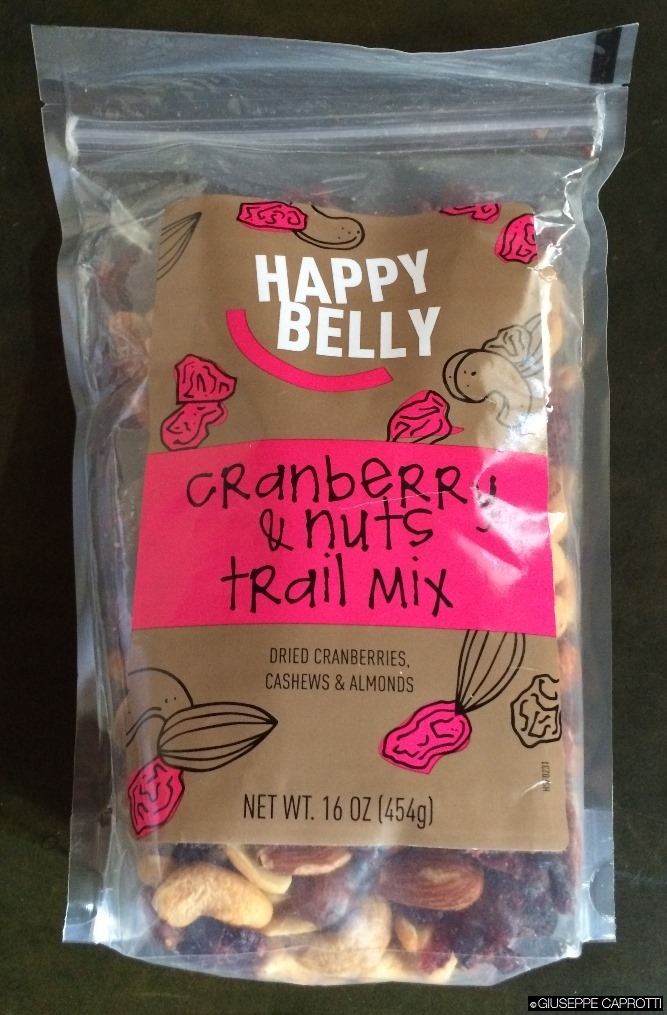 HAPPY
BELLY
cRanbeRRy
& nuts
tRail Mix
DRIED CRANBERRIES,
CASHEWS & ALMONDS
NET WT. 16 OZ (454g)
©GIUSEPPE CAPROTTI